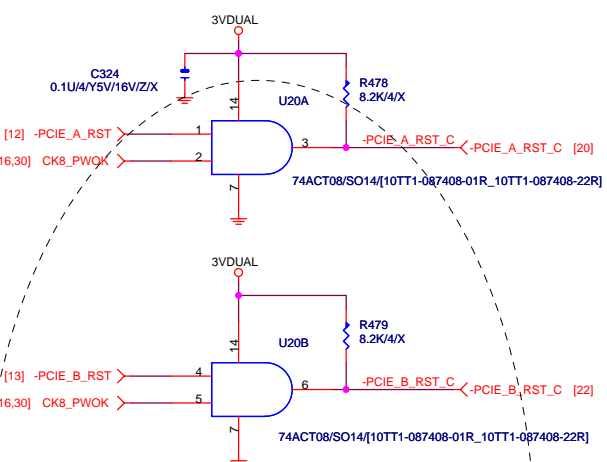 3VDUAL
C324
0.1U/4/Y5V/16V/Z/X
R478
8.2K/4/X
14
U20A
[12] -PCIE_A_RST
1
16,30] CK8_PWOK
2
3
-PCIE_A_RST_C
-PCIE_A_RST_C [20]
7
74ACT08/SO14/[10TT1-087408-01R_10TT1-087408-22R]
3VDUAL
R479
8.2K/4/X
14
U20B
[13] -PCIE_B_RST
4
16,30] CK8_PWOK
5
6
-PCIE_B_RST_C
-PCIE_B_RST_C [22]
7
74ACT08/SO14/[10TT1-087408-01R_10TT1-087408-22R]